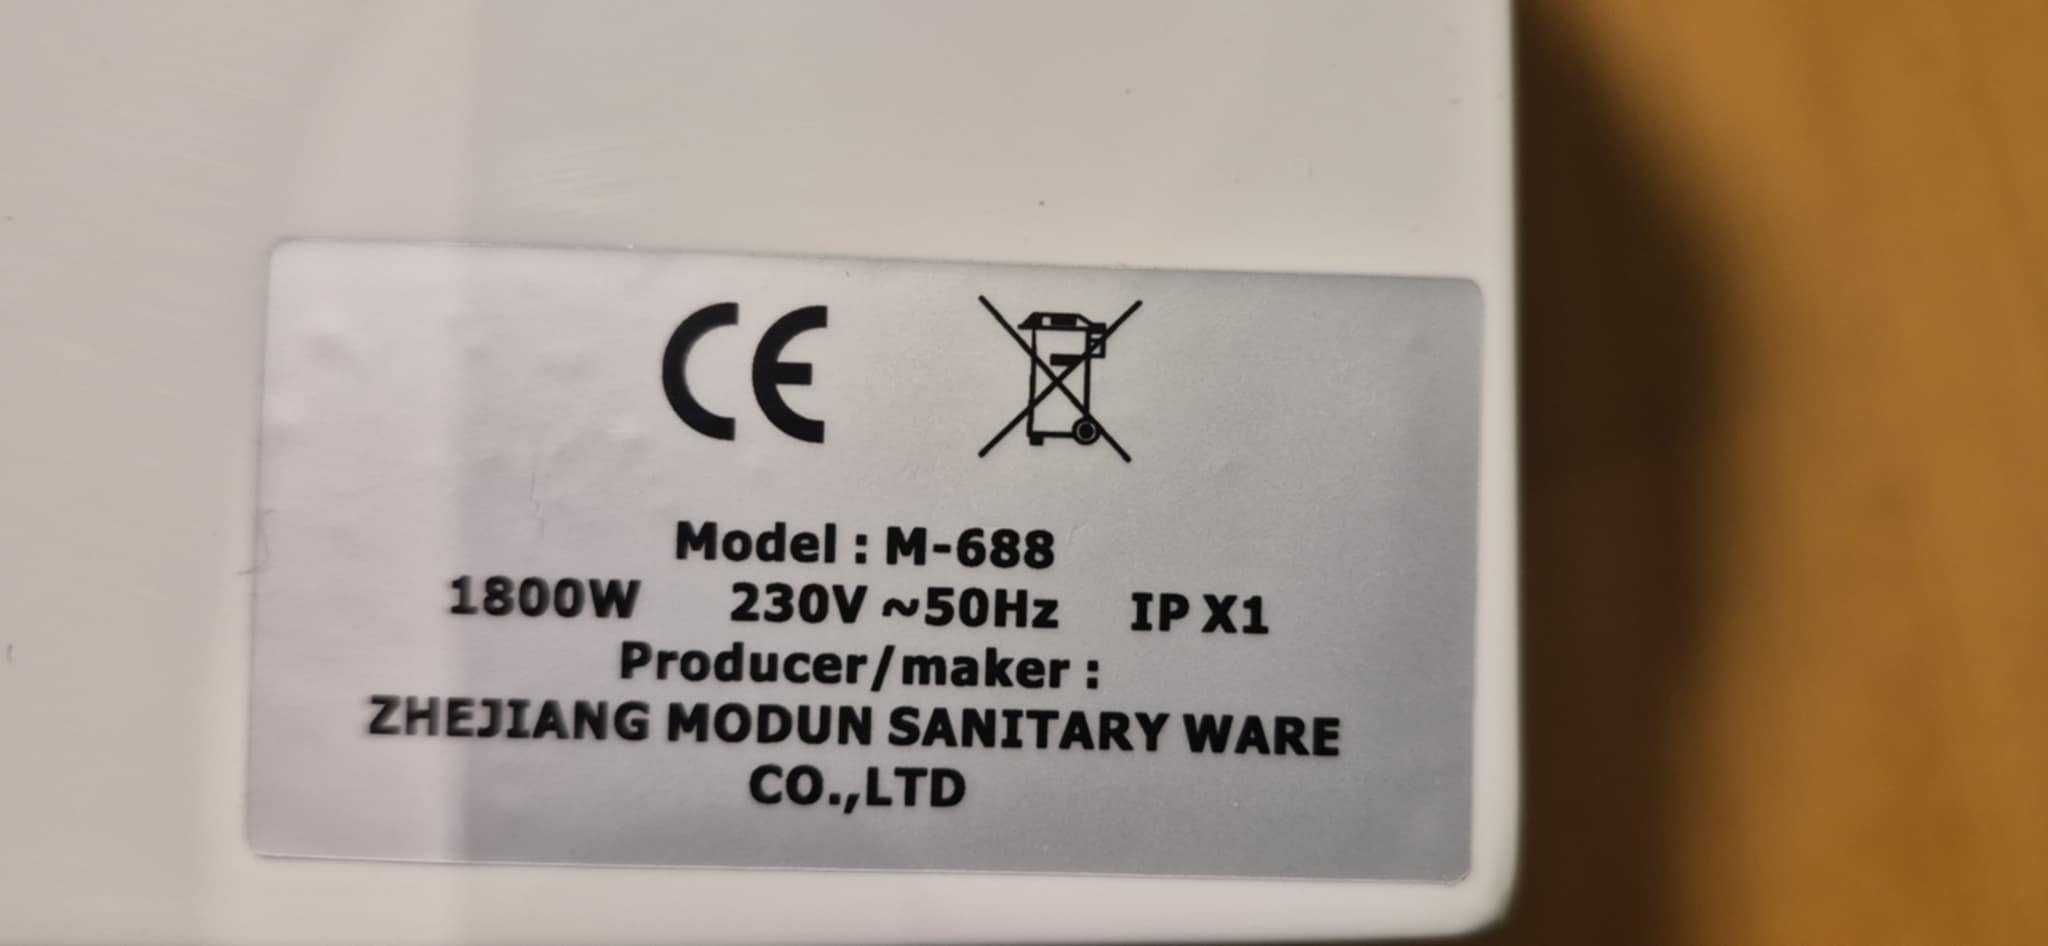 CE
Model : M-688
1800W 230V ~50Hz IP X1
Producer/maker :
ZHEJIANG MODUN SANITARY WARE
CO.,LTD